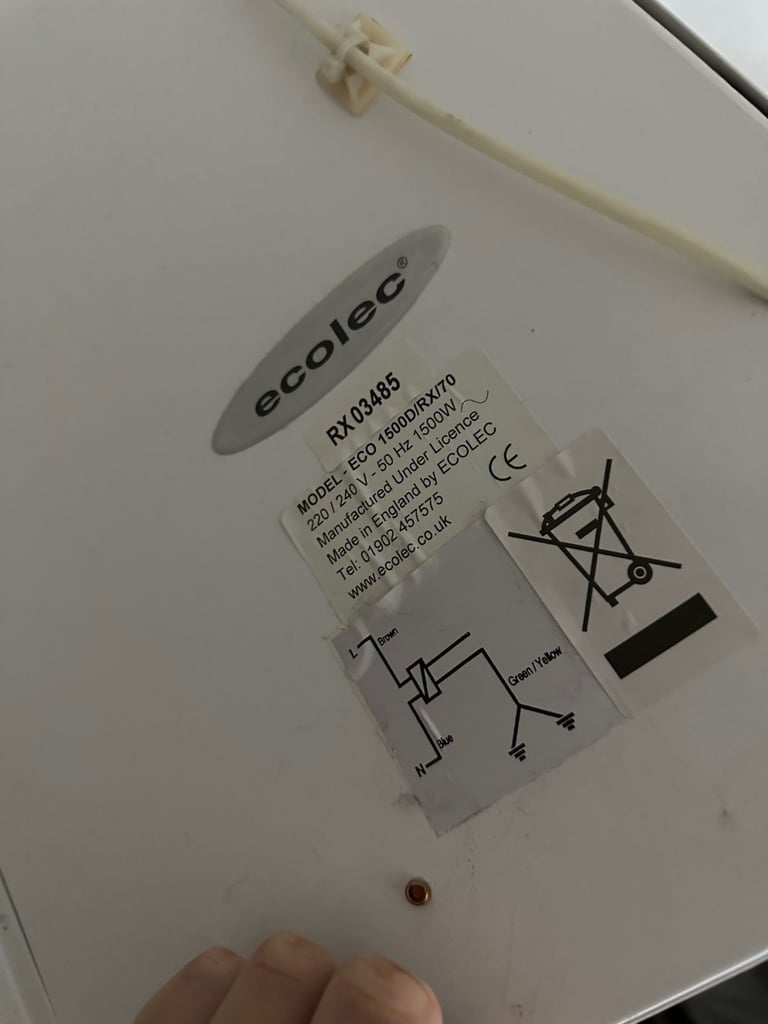 ecolec®
RX 03485
MODEL - ECO 1500D/RX/70
220 / 240 V - 50 Hz 1500W
Manufactured Under Licence
Made in England by ECOLEC
Tel: 01902 457575
www.ecolec.co.uk
CE
L
Brown
Green / Yellow
Blue
N